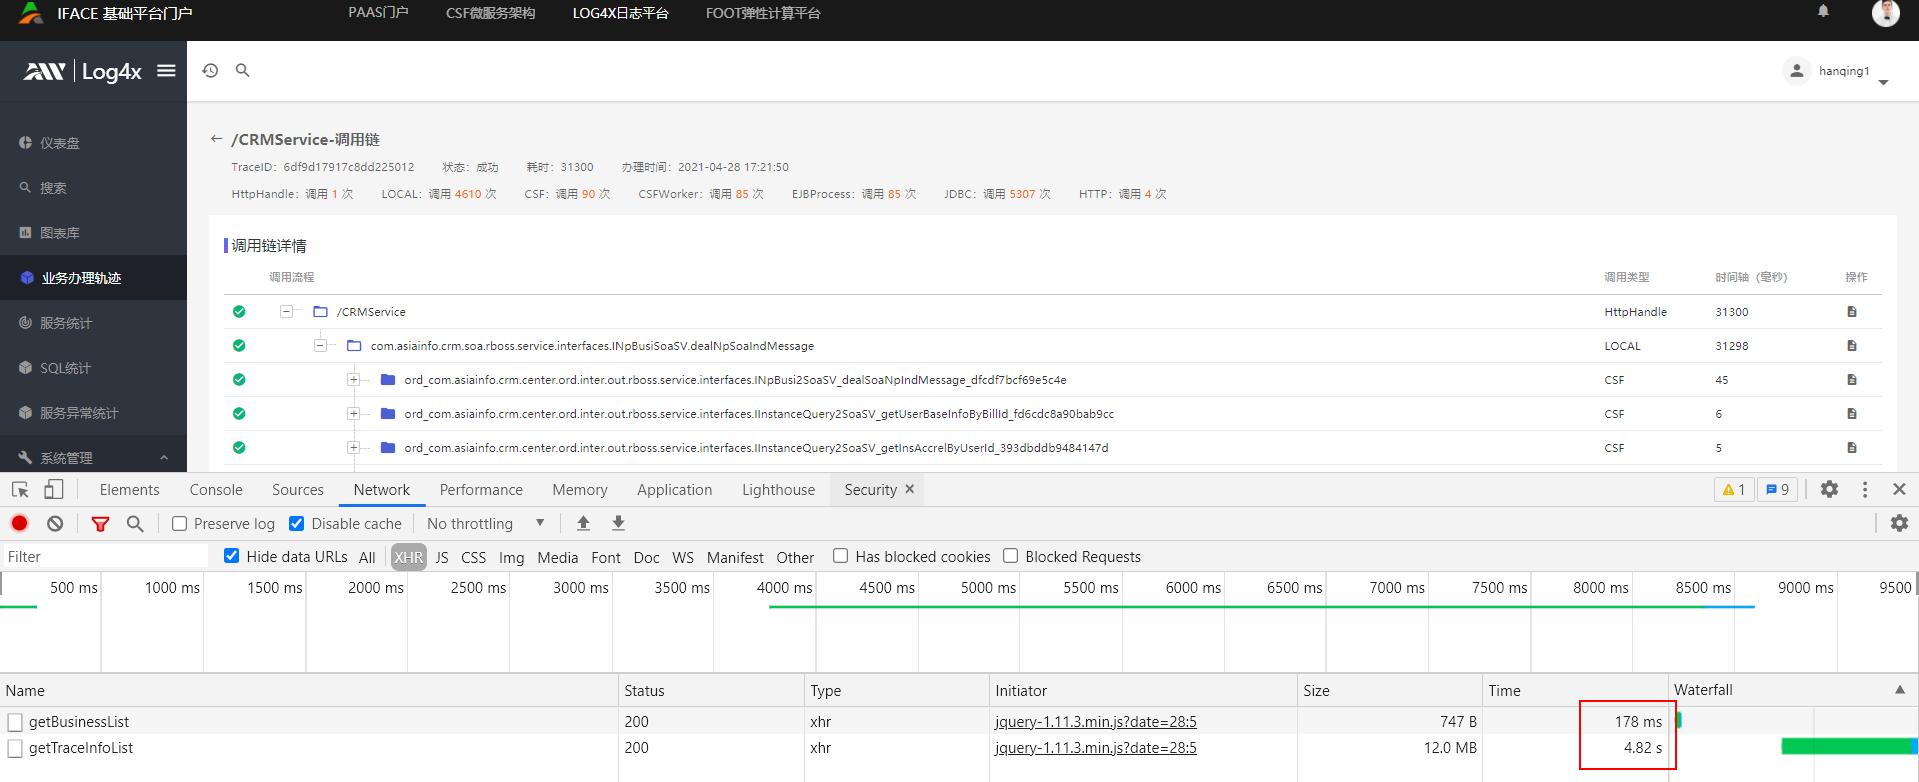 IFACE 基础平台门户 PAAS门户 CSF微服务架构 LOG4X日志平台 FOOT弹性计算平台
Log4x hanqing1
仪表盘
搜索
图表库
业务办理轨迹
服务统计
SQL统计
服务异常统计
系统管理
/CRMService-调用链
TraceID: 6df9d17917c8dd225012 状态: 成功 耗时: 31300 办理时间: 2021-04-28 17:21:50
HttpHandle: 调用 1 次 LOCAL: 调用 4610 次 CSF: 调用 90 次 CSFWorker: 调用 85 次 EJBProcess: 调用 85 次 JDBC: 调用 5307 次 HTTP: 调用 4 次
调用链详情
调用流程 调用类型 时间轴（毫秒） 操作
/CRMService HttpHandle 31300
com.asiainfo.crm.soa.rboss.service.interfaces.INpBusiSoaSV.dealNpSoaIndMessage LOCAL 31298
ord_com.asiainfo.crm.center.ord.inter.out.rboss.service.interfaces.INpBusi2SoaSV_dealSoaNpIndMessage_dfcdf7bcf69e5c4e CSF 45
ord_com.asiainfo.crm.center.ord.inter.out.rboss.service.interfaces.IInstanceQuery2SoaSV_getUserBaseInfoByBillId_fd6cdc8a90bab9cc CSF 6
ord_com.asiainfo.crm.center.ord.inter.out.rboss.service.interfaces.IInstanceQuery2SoaSV_getInsAccrelByUserId_393dbddb9484147d CSF 5
Elements Console Sources Network Performance Memory Application Lighthouse Security × 1 9
Preserve log Disable cache No throttling
Filter Hide data URLs All XHR JS CSS Img Media Font Doc WS Manifest Other Has blocked cookies Blocked Requests
500 ms 1000 ms 1500 ms 2000 ms 2500 ms 3000 ms 3500 ms 4000 ms 4500 ms 5000 ms 5500 ms 6000 ms 6500 ms 7000 ms 7500 ms 8000 ms 8500 ms 9000 ms 9500
Name Status Type Initiator Size Time Waterfall
getBusinessList 200 xhr jquery-1.11.3.min.js?date=28:5 747 B 178 ms
getTraceInfoList 200 xhr jquery-1.11.3.min.js?date=28:5 12.0 MB 4.82 s